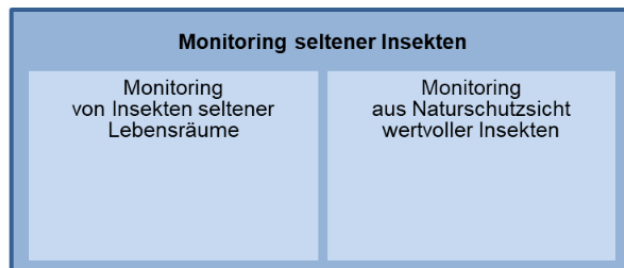 Monitoring seltener Insekten
Monitoring
von Insekten seltener
Lebensräume
Monitoring
aus Naturschutzsicht
wertvoller Insekten